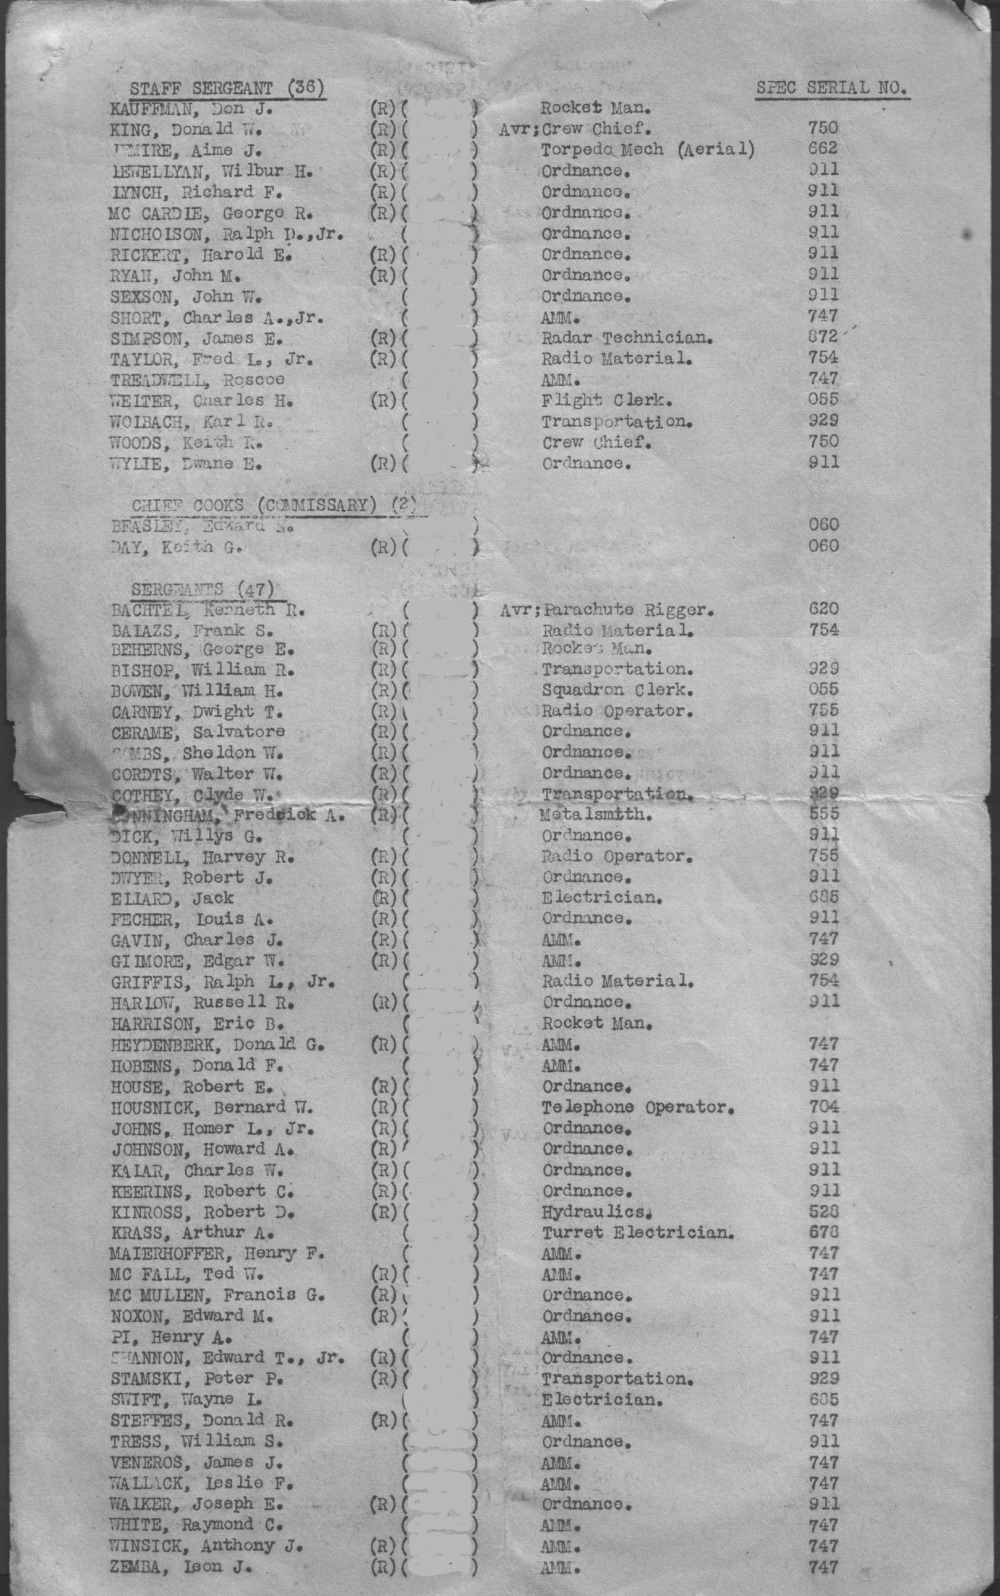 STAFF SERGEANT (36) SPEC SERIAL NO.
KAUFFMAN, Don J. (R)( ) Rocket Man.
KING, Donald W. (R)( ) Avr;Crew Chief. 750
Aime J. (R)( ) Torpedo Mech (Aerial) 662
LEWELLYAN, Wilbur H. (R)( ) Ordnance. 911
LYNCH, Richard F. (R)( ) Ordnance. 911
MC CARDIE, George R. (R)( ) Ordnance. 911
NICHOLSON, Ralph D.,Jr. ( ) Ordnance. 911
RICKERT, Harold E. (R)( ) Ordnance. 911
RYAN, John M. (R)( ) Ordnance. 911
SEXSON, John W. ( ) Ordnance. 911
SHORT, Charles A.,Jr. ( ) AMM. 747
SIMPSON, James E. (R)( ) Radar Technician. 872
TAYLOR, Fred L., Jr. (R)( ) Radio Material. 754
TREADWELL, Roscoe ( ) AMM. 747
WEITER, Charles H. (R)( ) Flight Clerk. 055
WOLBACH, Karl R. ( ) Transportation. 929
WOODS, Keith R. ( ) Crew Chief. 750
WYLIE, Dwane E. (R)( ) Ordnance. 911
CHIEF COOKS (COMMISSARY) (2)
BEASLEY, Edward N. ) 060
DAY, Keith G. (R)( ) 060
SERGEANTS (47)
BACHTEL, Kenneth R. ( ) Avr;Parachute Rigger. 620
BALAZS, Frank S. (R)( ) Radio Material. 754
BEHERNS, George E. (R)( ) Rocket Man.
BISHOP, William R. (R)( ) Transportation. 929
BOWEN, William H. (R)( ) Squadron Clerk. 055
CARNEY, Dwight T. (R)( ) Radio Operator. 755
CERAME, Salvatore (R)( ) Ordnance. 911
Sheldon W. (R)( ) Ordnance. 911
CORDTS, Walter W. (R)( ) Ordnance. 911
COTHEY, Clyde W. (R)( ) Transportation. 929
CUNNINGHAM, Fredrick A. (R)( ) Metalsmith. 555
DICK, Willys G. ( ) Ordnance. 911
DONNELL, Harvey R. (R)( ) Radio Operator. 755
DWYER, Robert J. (R)( ) Ordnance. 911
ELLARD, Jack (R)( ) Electrician. 685
FECHER, Louis A. (R)( ) Ordnance. 911
GAVIN, Charles J. (R)( ) AMM. 747
GILMORE, Edgar W. (R)( ) AMM. 929
GRIFFIS, Ralph L., Jr. ( ) Radio Material. 754
HARLOW, Russell R. (R)( ) Ordnance. 911
HARRISON, Eric B. ( Rocket Man.
HEYDENBERK, Donald G. (R)( ) AMM. 747
HOBENS, Donald F. ( ) AMM. 747
HOUSE, Robert E. (R)( ) Ordnance. 911
HOUSNICK, Bernard W. (R)( ) Telephone Operator. 704
JOHNS, Homer L., Jr. (R)( ) Ordnance. 911
JOHNSON, Howard A. (R)( ) Ordnance. 911
KALAR, Charles W. (R)( ) Ordnance. 911
KEERINS, Robert C. (R)( ) Ordnance. 911
KINROSS, Robert D. (R)( ) Hydraulics. 528
KRASS, Arthur A. ( ) Turret Electrician. 678
MAIERHOFFER, Henry F. ( ) AMM. 747
MC FALL, Ted W. (R)( ) AMM. 747
MC MULLEN, Francis G. (R)( ) Ordnance. 911
NOXON, Edward M. (R)( ) Ordnance. 911
PI, Henry A. ( ) AMM. 747
SHANNON, Edward T., Jr. (R)( ) Ordnance. 911
STAMSKI, Peter P. (R)( ) Transportation. 929
SWIFT, Wayne L. ( ) Electrician. 685
STEFFES, Donald R. (R)( ) AMM. 747
TRESS, William S. ( ) Ordnance. 911
VENEROS, James J. ( ) AMM. 747
WALLACK, Leslie F. ( ) AMM. 747
WALKER, Joseph E. (R)( ) Ordnance. 911
WHITE, Raymond C. ( ) AMM. 747
WINSICK, Anthony J. (R)( ) AMM. 747
ZEMBA, Leon J. (R)( ) AMM. 747